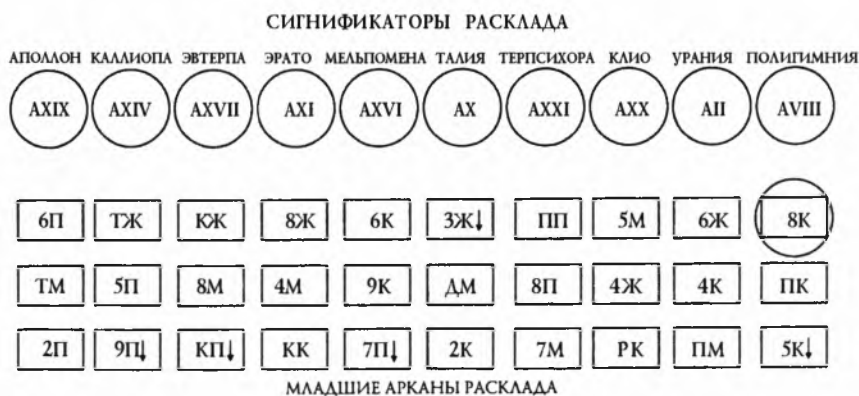 СИГНИФИКАТОРЫ РАСКЛАДА
АПОЛЛОН КАЛЛИОПА ЭВТЕРПА ЭРАТО МЕЛЬПОМЕНА ТАЛИЯ ТЕРПСИХОРА КЛИО УРАНИЯ ПОЛИГИМНИЯ
AXIX AXIV AXVII AXI AXVI AX AXXI AXX AII AVIII
6П ТЖ КЖ 8Ж 6К 3Ж↓ ПП 5М 6Ж 8К
ТМ 5П 8М 4М 9К ДМ 8П 4Ж 4К ПК
2П 9П↓ КП↓ КК 7П↓ 2К 7М РК ПМ 5К↓
МЛАДШИЕ АРКАНЫ РАСКЛАДА